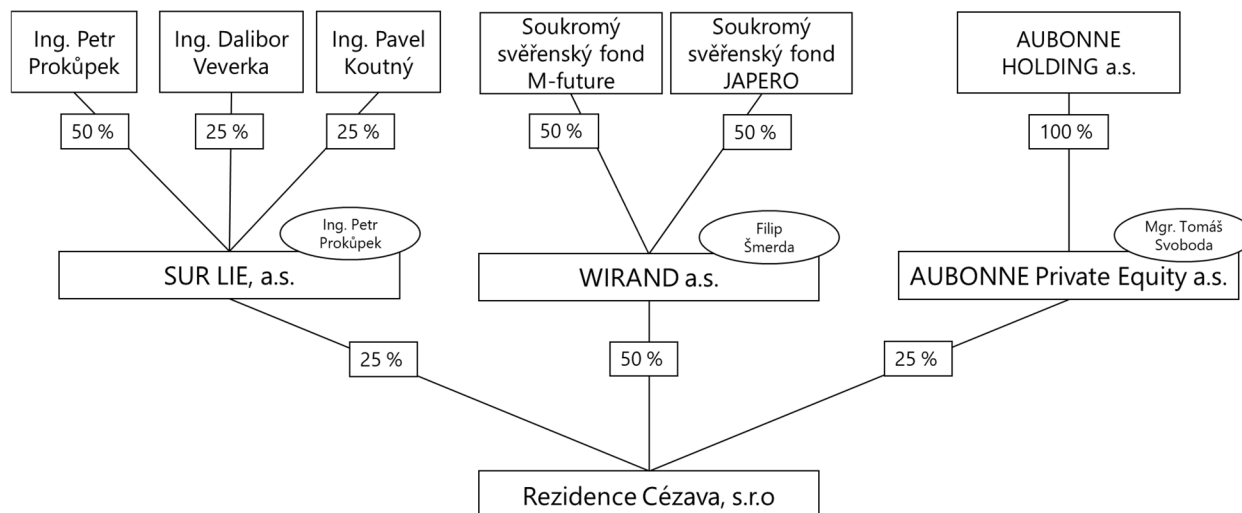 Ing. Petr
Prokůpek
Ing. Dalibor
Veverka
Ing. Pavel
Koutný
Soukromý
svěřenský fond
M-future
Soukromý
svěřenský fond
JAPERO
AUBONNE
HOLDING a.s.
50 %
25 %
25 %
50 %
50 %
100 %
Ing. Petr
Prokůpek
Filip
Šmerda
Mgr. Tomáš
Svoboda
SUR LIE, a.s.
WIRAND a.s.
AUBONNE Private Equity a.s.
25 %
50 %
25 %
Rezidence Cézava, s.r.o